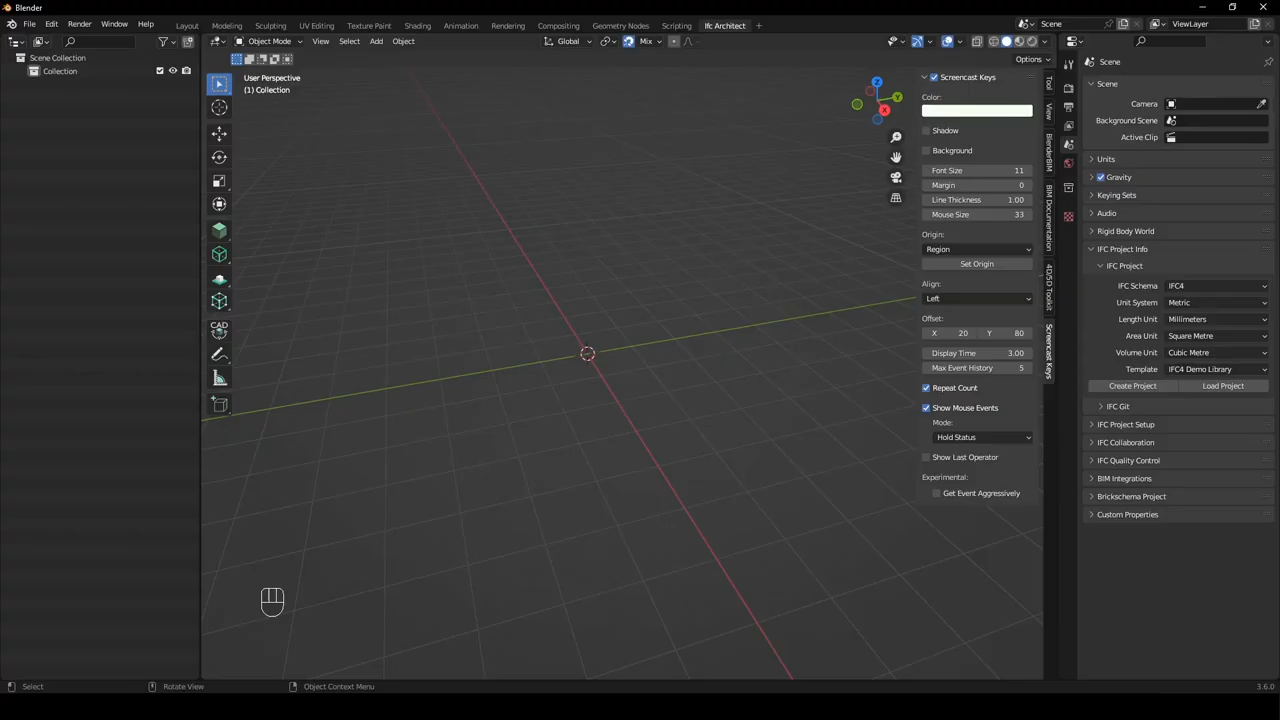 Blender
File Edit Render Window Help
Layout Modeling Sculpting UV Editing Texture Paint Shading Animation Rendering Compositing Geometry Nodes Scripting Ifc Architect +
Scene
ViewLayer
Object Mode View Select Add Object
Global
Mix
Options
Scene Collection
Collection
User Perspective
(1) Collection
CAD
Z
Y
X
Screencast Keys
Color:
Shadow
Background
Font Size 11
Margin 0
Line Thickness 1.00
Mouse Size 33
Origin:
Region
Set Origin
Align:
Left
Offset:
X 20 Y 80
Display Time 3.00
Max Event History 5
Repeat Count
Show Mouse Events
Mode:
Hold Status
Show Last Operator
Experimental:
Get Event Aggressively
Tool
View
BlenderBIM
BIM Documentation
4D/5D Toolkit
Screencast Keys
Scene
Scene
Camera
Background Scene
Active Clip
Units
Gravity
Keying Sets
Audio
Rigid Body World
IFC Project Info
IFC Project
IFC Schema IFC4
Unit System Metric
Length Unit Millimeters
Area Unit Square Metre
Volume Unit Cubic Metre
Template IFC4 Demo Library
Create Project Load Project
IFC Git
IFC Project Setup
IFC Collaboration
IFC Quality Control
BIM Integrations
Brickschema Project
Custom Properties
Select Rotate View Object Context Menu
3.6.0